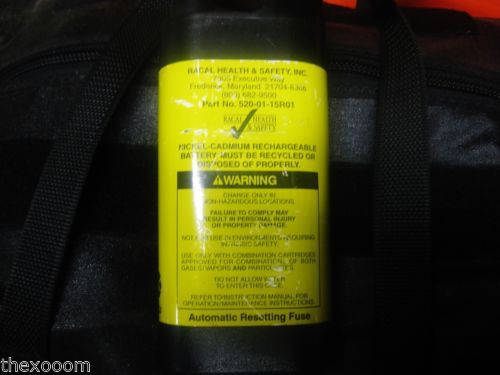 RACAL HEALTH & SAFETY, INC.
7305 Executive Way
Frederick, Maryland 21704-8368
(800) 682-9500
Part No. 520-01-15R01
RACAL HEALTH
& SAFETY
NICKEL-CADMIUM RECHARGEABLE
BATTERY MUST BE RECYCLED OR
DISPOSED OF PROPERLY.
WARNING
CHARGE ONLY IN
NON-HAZARDOUS LOCATIONS.
FAILURE TO COMPLY MAY
RESULT IN PERSONAL INJURY
OR PROPERTY DAMAGE.
NOT FOR USE IN ENVIRONMENTS REQUIRING
INTRINSIC SAFETY.
USE ONLY WITH COMBINATION CARTRIDGES
APPROVED FOR COMBINATIONS OF BOTH
GASES/VAPORS AND PARTICULATES.
DO NOT ALLOW WATER
TO ENTER THIS
REFER TO INSTRUCTION MANUAL FOR
OPERATION/MAINTENANCE INSTRUCTIONS.
Automatic Resetting Fuse
thexooom